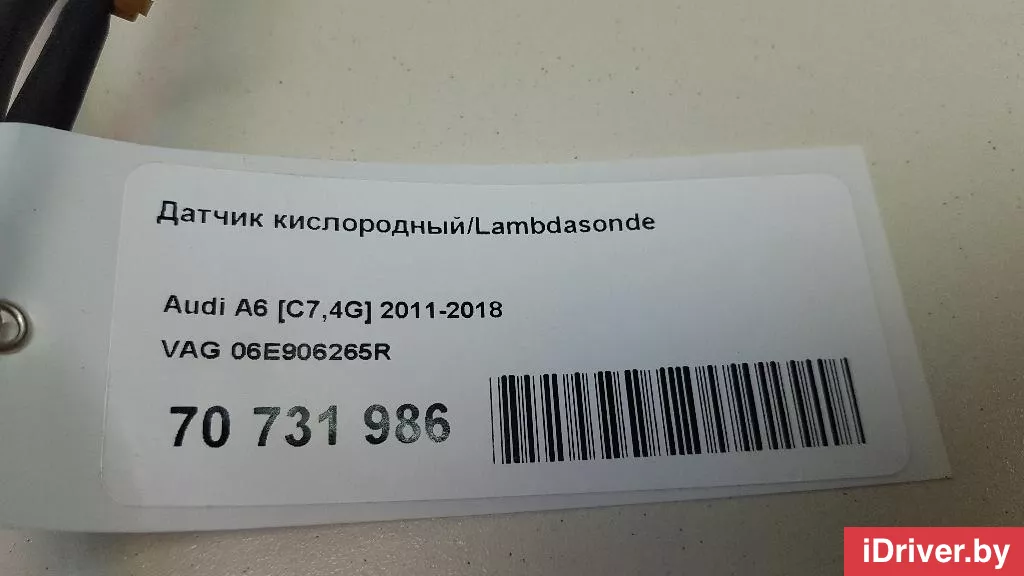 Датчик кислородный/Lambdasonde
Audi A6 [C7,4G] 2011-2018
VAG 06E906265R
70 731 986
iDriver.by